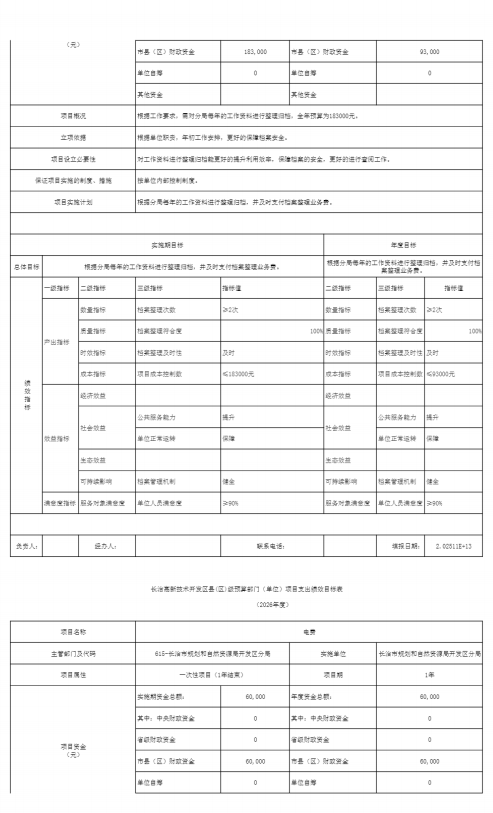 （元） 市县（区）财政资金 183,000 市县（区）财政资金 93,000
单位自筹 0 单位自筹 0
其他资金 其他资金
项目概况 根据工作要求，需对分局每年的工作资料进行整理归档，全年预算为183000元。
立项依据 根据单位职责，年初工作安排，更好的保障档案安全。
项目设立必要性 对工作资料进行整理归档能更好的提升利用效率，保障档案的安全，更好的进行查阅工作。
保证项目实施的制度、措施 按单位内部控制制度。
项目实施计划 根据分局每年的工作资料进行整理归档，并及时支付档案整理业务费。
实施期目标 年度目标
总体目标 根据分局每年的工作资料进行整理归档，并及时支付档案整理业务费。 根据分局每年的工作资料进行整理归档，并及时支付档
案整理业务费。
绩效指标 一级指标 二级指标 三级指标 指标值 二级指标 三级指标 指标值
产出指标 数量指标 档案整理次数 ≥2次 数量指标 档案整理次数 ≥2次
质量指标 档案整理符合度 100% 质量指标 档案整理符合度 100%
时效指标 档案整理及时性 及时 时效指标 档案整理及时性 及时
成本指标 项目成本控制数 ≤183000元 成本指标 项目成本控制数 ≤93000元
效益指标 经济效益 经济效益
社会效益 公共服务能力 提升 社会效益 公共服务能力 提升
单位正常运转 保障 单位正常运转 保障
生态效益 生态效益
可持续影响 档案管理机制 健全 可持续影响 档案管理机制 健全
满意度指标 服务对象满意度 单位人员满意度 ≥90% 服务对象满意度 单位人员满意度 ≥90%
负责人： 经办人： 联系电话： 填报日期： 2.02511E+13
长治高新技术开发区县(区)级预算部门（单位）项目支出绩效目标表
（2026年度）
项目名称 电费
主管部门及代码 615-长治市规划和自然资源局开发区分局 实施单位 长治市规划和自然资源局开发区分局
项目属性 一次性项目（1年结束） 项目期 1年
项目资金
（元） 实施期资金总额： 60,000 年度资金总额： 60,000
其中：中央财政资金 0 其中：中央财政资金 0
省级财政资金 0 省级财政资金 0
市县（区）财政资金 60,000 市县（区）财政资金 60,000
单位自筹 0 单位自筹 0